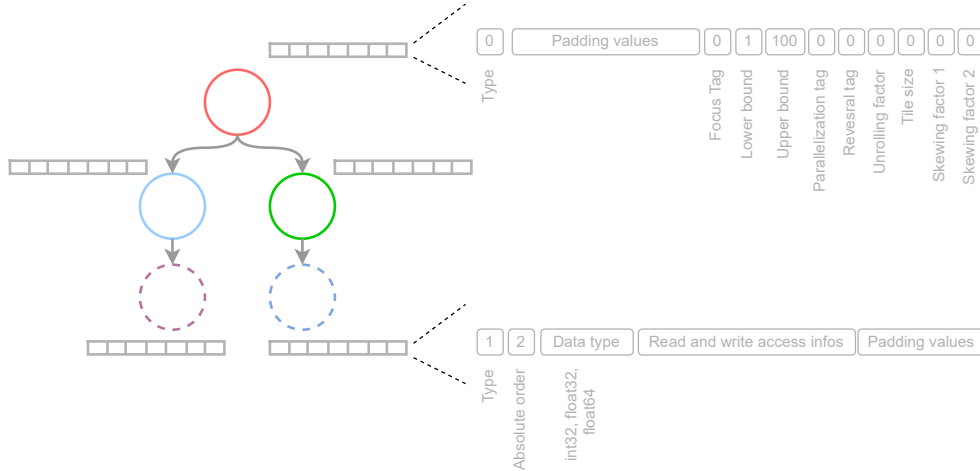 0 Padding values 0 1 100 0 0 0 0 0 0
Type
Focus Tag
Lower bound
Upper bound
Parallelization tag
Revesral tag
Unrolling factor
Tile size
Skewing factor 1
Skewing factor 2
1 2 Data type Read and write access infos Padding values
Type
Absolute order
int32, float32,
float64